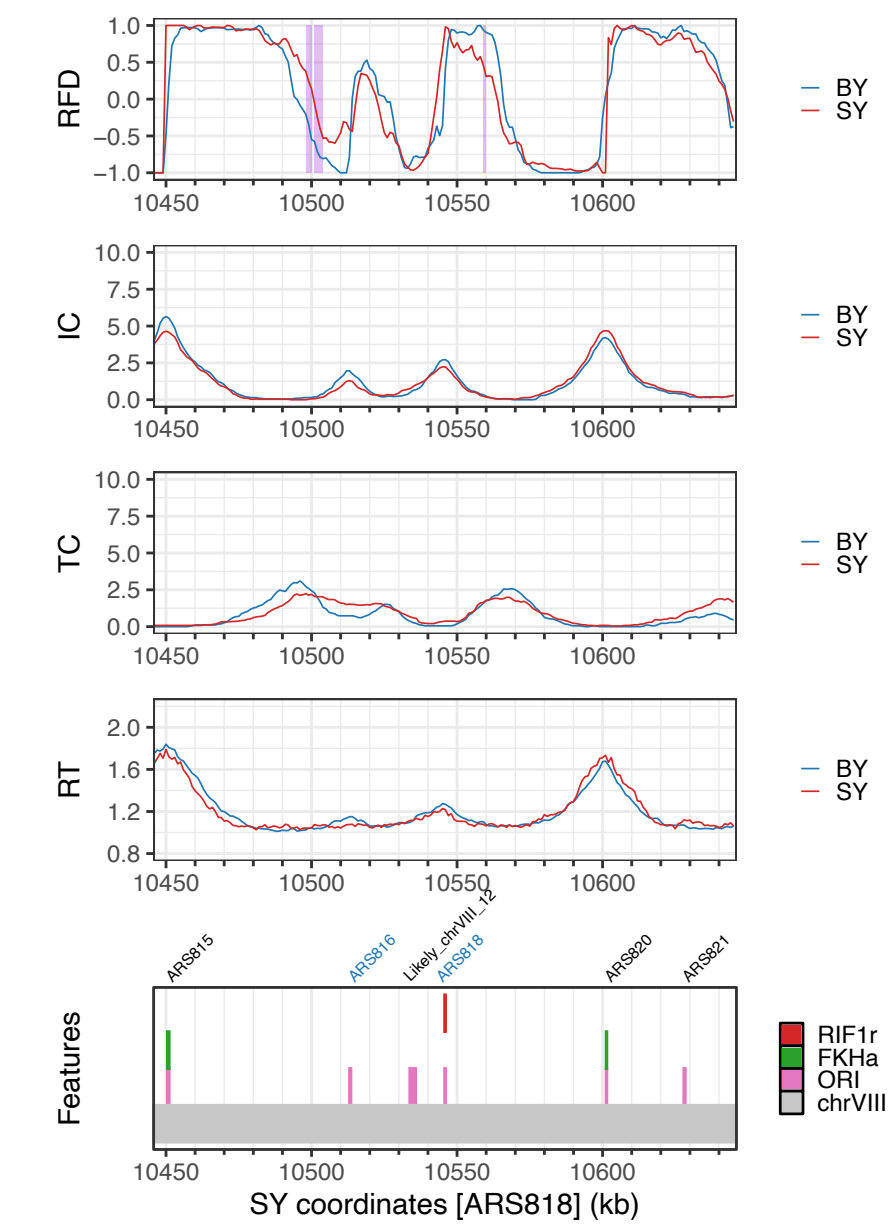 RFD
1.0
0.5
0.0
−0.5
−1.0
10450 10500 10550 10600
BY
SY
IC
10.0
7.5
5.0
2.5
0.0
10450 10500 10550 10600
BY
SY
TC
10.0
7.5
5.0
2.5
0.0
10450 10500 10550 10600
BY
SY
RT
2.0
1.6
1.2
0.8
10450 10500 10550 10600
BY
SY
ARS815 ARS816 Likely_chrVIII_12 ARS818 ARS820 ARS821
Features
RIF1r
FKHa
ORI
chrVIII
10450 10500 10550 10600
SY coordinates [ARS818] (kb)